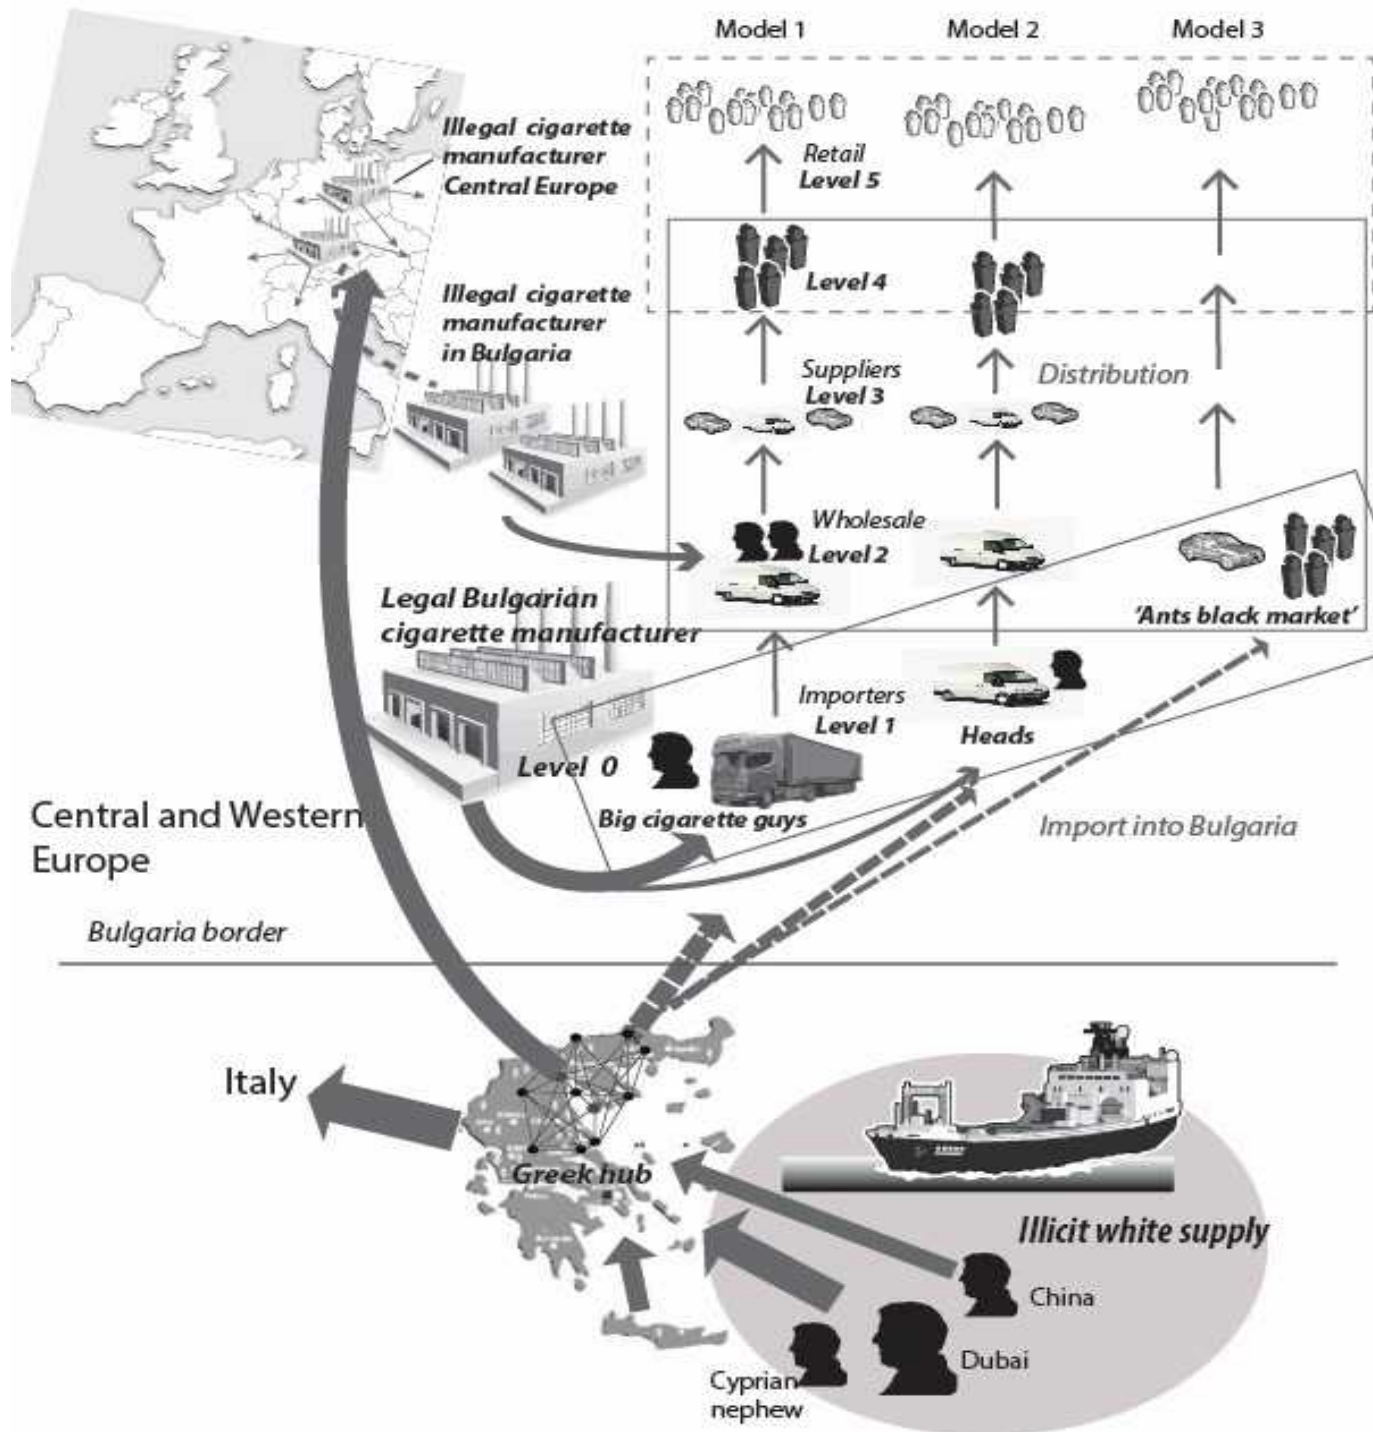 Model 1
Model 2
Model 3
Illegal cigarette
manufacturer
Central Europe
Retail
Level 5
Level 4
Illegal cigarette
manufacturer
in Bulgaria
Suppliers
Level 3
Distribution
Wholesale
Level 2
Legal Bulgarian
cigarette manufacturer
'Ants black market'
Importers
Level 1
Heads
Level 0
Big cigarette guys
Import into Bulgaria
Central and Western
Europe
Bulgaria border
Italy
Greek hub
Illicit white supply
China
Dubai
Cyprian
nephew